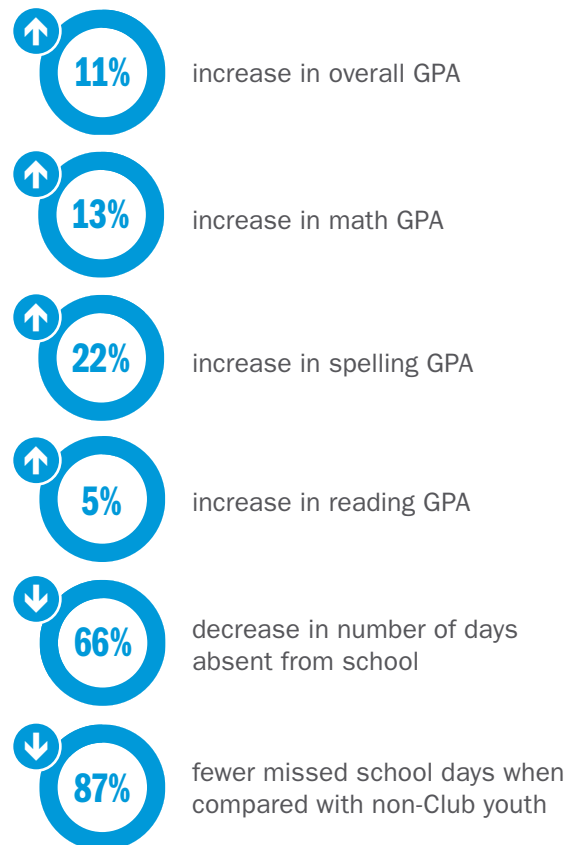 11%
increase in overall GPA
13%
increase in math GPA
22%
increase in spelling GPA
5%
increase in reading GPA
66%
decrease in number of days
absent from school
87%
fewer missed school days when
compared with non-Club youth